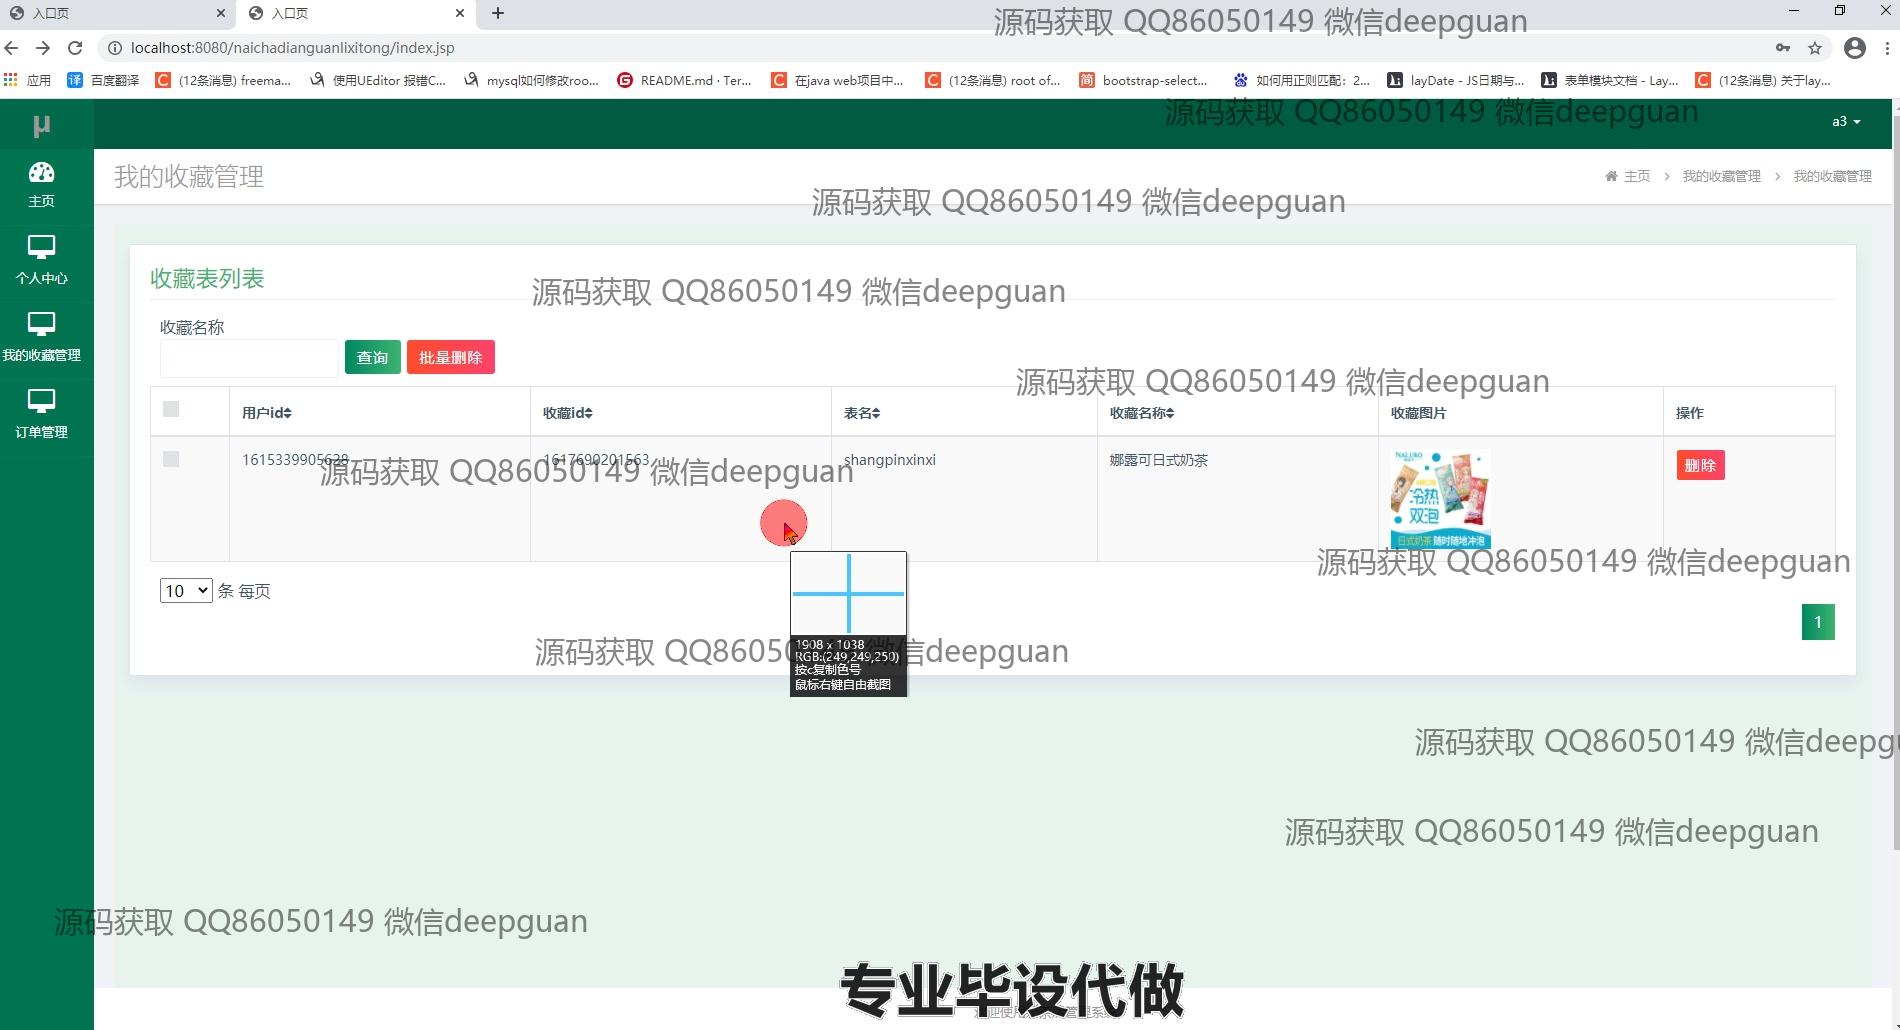 入口页
入口页
源码获取 QQ86050149 微信deepguan
localhost:8080/naichadianguanlixitong/index.jsp
应用
百度翻译
(12条消息) freema...
使用UEditor 报错C...
mysql如何修改roo...
README.md · Ter...
在java web项目中...
(12条消息) root of...
bootstrap-select...
如何用正则匹配：2...
layDate - JS日期与...
表单模块文档 - Lay...
(12条消息) 关于lay...
μ
源码获取 QQ86050149 微信deepguan
a3
主页
我的收藏管理
主页 > 我的收藏管理 > 我的收藏管理
源码获取 QQ86050149 微信deepguan
个人中心
收藏表列表
源码获取 QQ86050149 微信deepguan
我的收藏管理
收藏名称
查询 批量删除
源码获取 QQ86050149 微信deepguan
订单管理
用户id 收藏id 表名 收藏名称 收藏图片 操作
1615339905628 1617690201563 shangpinxinxi 娜露可日式奶茶 删除
源码获取 QQ86050149 微信deepguan
NaLuko
冷热
双泡
日式奶茶 随时随地冲泡
源码获取 QQ86050149 微信deepguan
10 条 每页
1
源码获取 QQ86050149 微信deepguan
1908 x 1038
RGB:(249,249,250)
按c复制色号
鼠标右键自由截图
源码获取 QQ86050149 微信deepgu
源码获取 QQ86050149 微信deepguan
源码获取 QQ86050149 微信deepguan
专业毕设代做